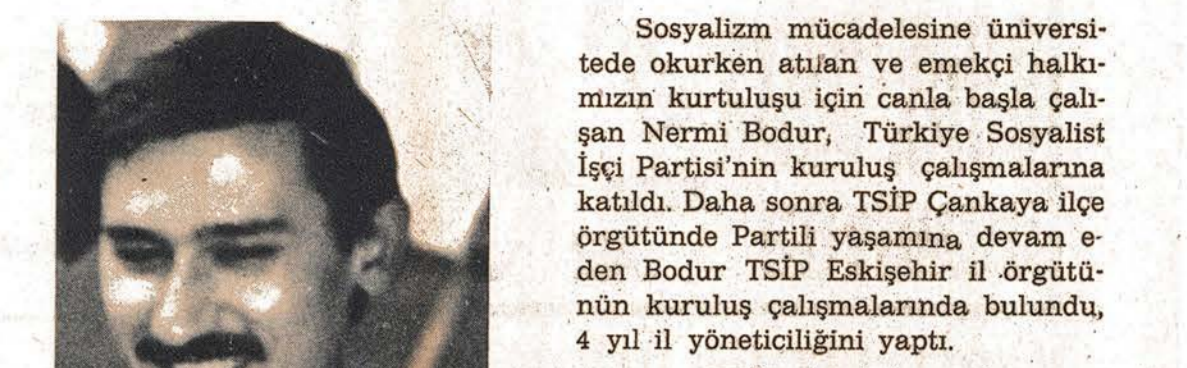 Sosyalizm mücadelesine üniversi-
tede okurken atılan ve emekçi halkı-
mızın kurtuluşu için canla başla çalı-
şan Nermi Bodur, Türkiye Sosyalist
İşçi Partisi'nin kuruluş çalışmalarına
katıldı. Daha sonra TSİP Çankaya ilçe
örgütünde Partili yaşamına devam e-
den Bodur TSİP Eskişehir il örgütü-
nün kuruluş çalışmalarında bulundu,
4 yıl il yöneticiliğini yaptı.